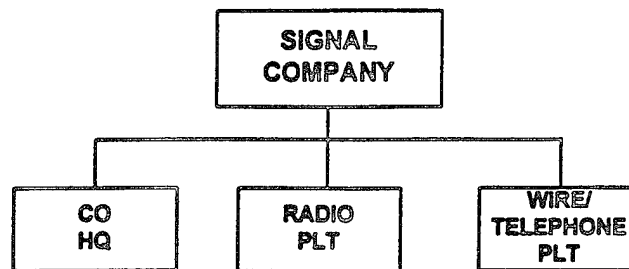 SIGNAL
COMPANY
CO
HQ
RADIO
PLT
WIRE/
TELEPHONE
PLT